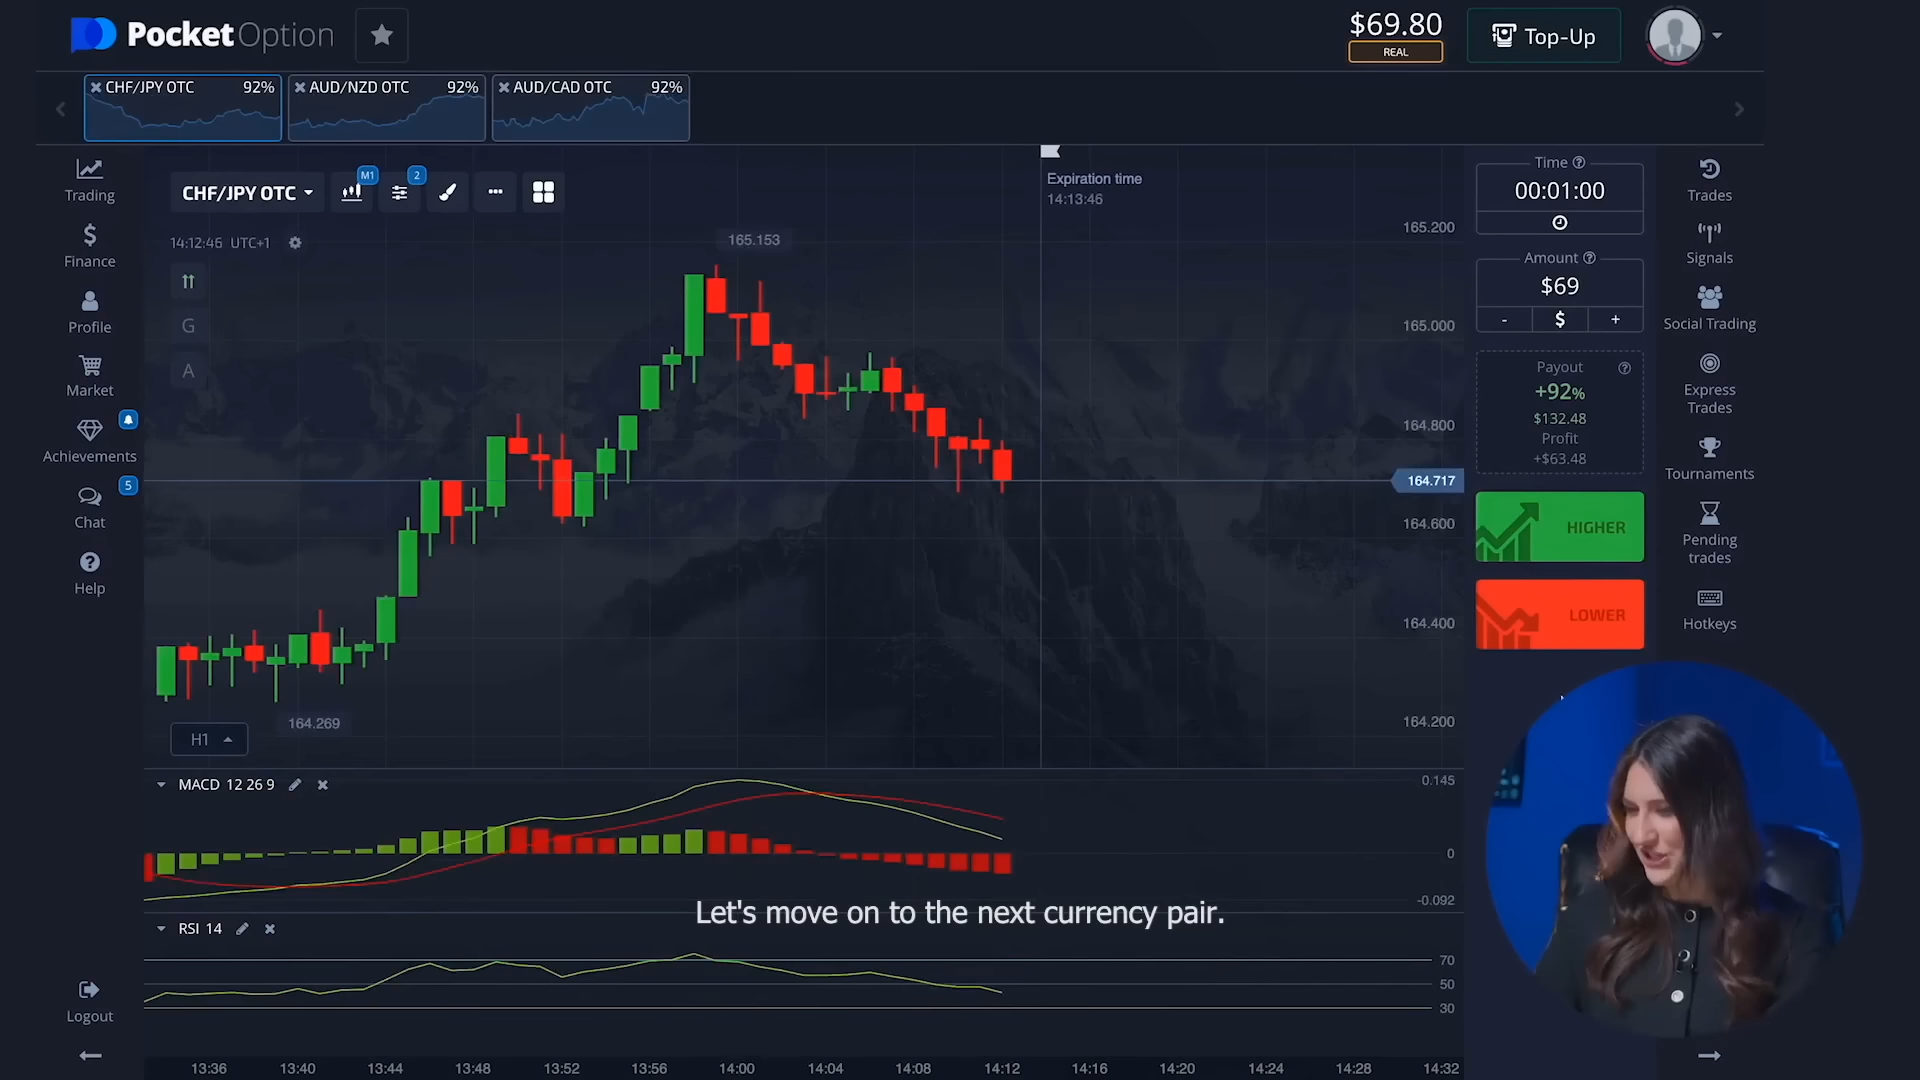 PocketOption
$69.80
REAL
Top-Up
CHF/JPY OTC 92%
AUD/NZD OTC 92%
AUD/CAD OTC 92%
Trading
Finance
Profile
Market
Achievements
5
Chat
Help
Logout
CHF/JPY OTC
M1
2
14:12:46 UTC+1
G
A
H1
165.153
164.269
Expiration time
14:13:46
165.200
165.000
164.800
164.717
164.600
164.400
164.200
MACD 12 26 9
0.145
0
-0.092
Let's move on to the next currency pair.
RSI 14
70
50
30
13:36 13:40 13:44 13:48 13:52 13:56 14:00 14:04 14:08 14:12 14:16 14:20 14:24 14:28 14:32
Time
00:01:00
Amount
$69
- $ +
Payout
+92%
$132.48
Profit
+$63.48
HIGHER
LOWER
Trades
Signals
Social Trading
Express
Trades
Tournaments
Pending
trades
Hotkeys